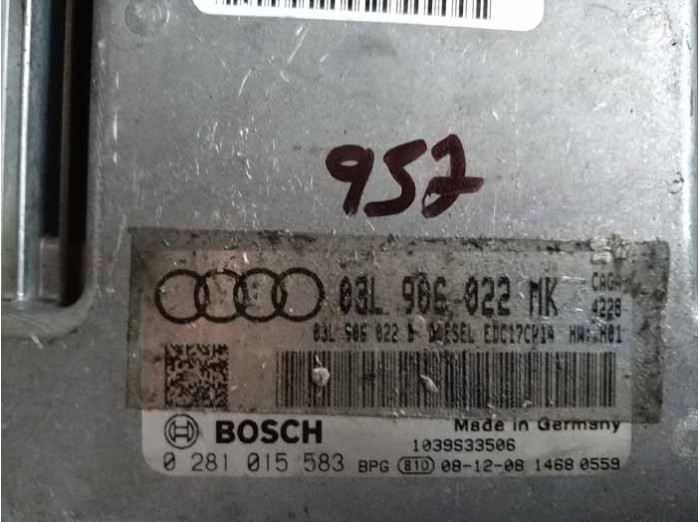 952
03L 906 022 MK
CAGA
4228
03L 906 022 B DIESEL EDC17CP14 HW: H01
BOSCH
Made in Germany
1039S33506
0 281 015 583 BPG 810 08-12-08 1468 0559